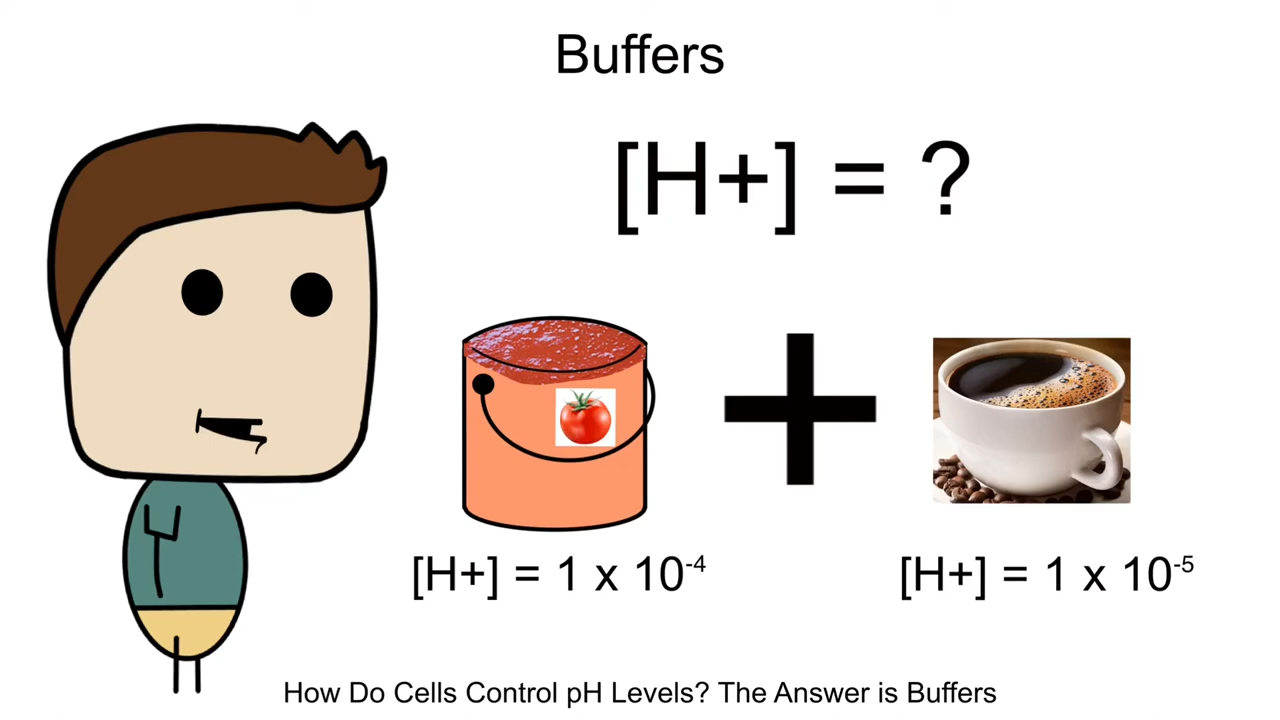 Buffers
[H+] = ?
[H+] = 1 x 10⁻⁴
[H+] = 1 x 10⁻⁵
How Do Cells Control pH Levels? The Answer is Buffers